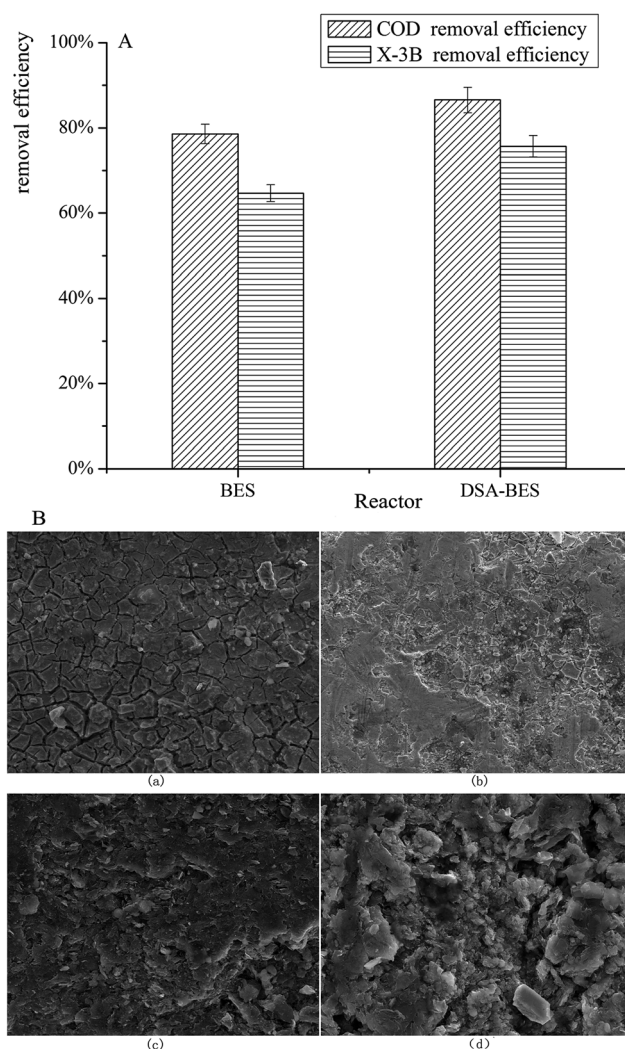 A
COD removal efficiency
X-3B removal efficiency
removal efficiency
100%
80%
60%
40%
20%
0%
BES
DSA-BES
Reactor
B
(a)
(b)
(c)
(d)